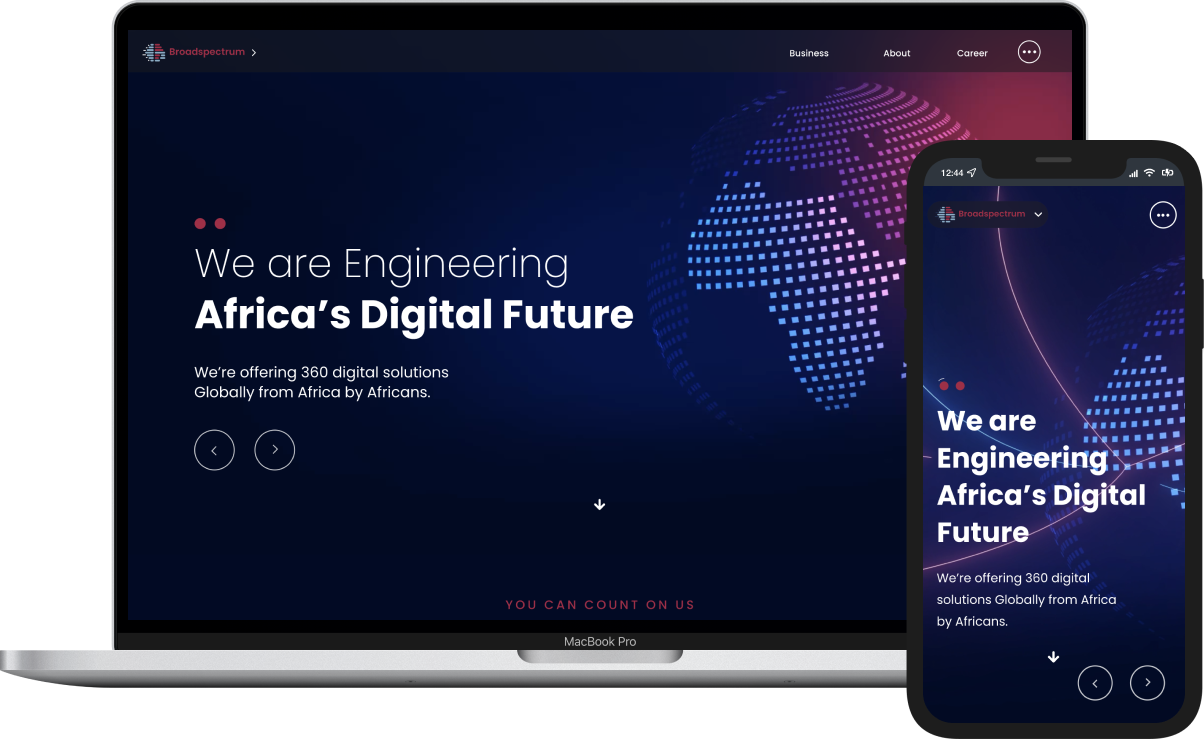 Broadspectrum
Business
About
Career
We are Engineering
Africa’s Digital Future
We’re offering 360 digital solutions
Globally from Africa by Africans.
YOU CAN COUNT ON US
MacBook Pro
12:44
Broadspectrum
We are
Engineering
Africa’s Digital
Future
We’re offering 360 digital
solutions Globally from Africa
by Africans.